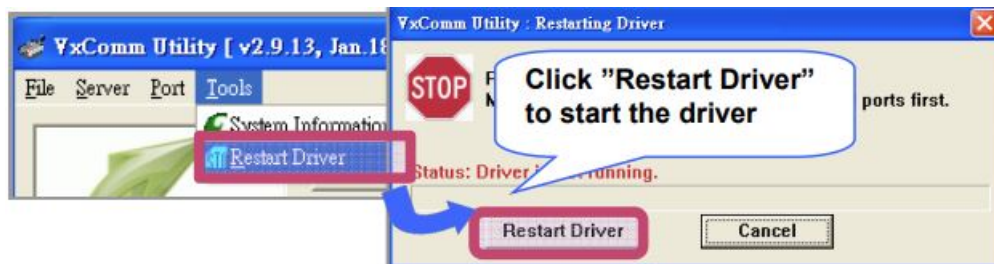 VxComm Utility [ v2.9.13, Jan.18
File Server Port Tools
System Information
Restart Driver
VxComm Utility : Restarting Driver
STOP
ports first.
Click "Restart Driver"
to start the driver
Status: Driver running.
Restart Driver Cancel